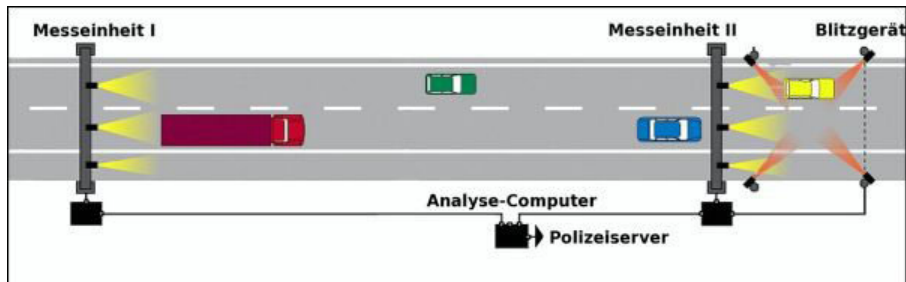 Messeinheit I
Messeinheit II
Blitzgerät
Analyse-Computer
Polizeiserver